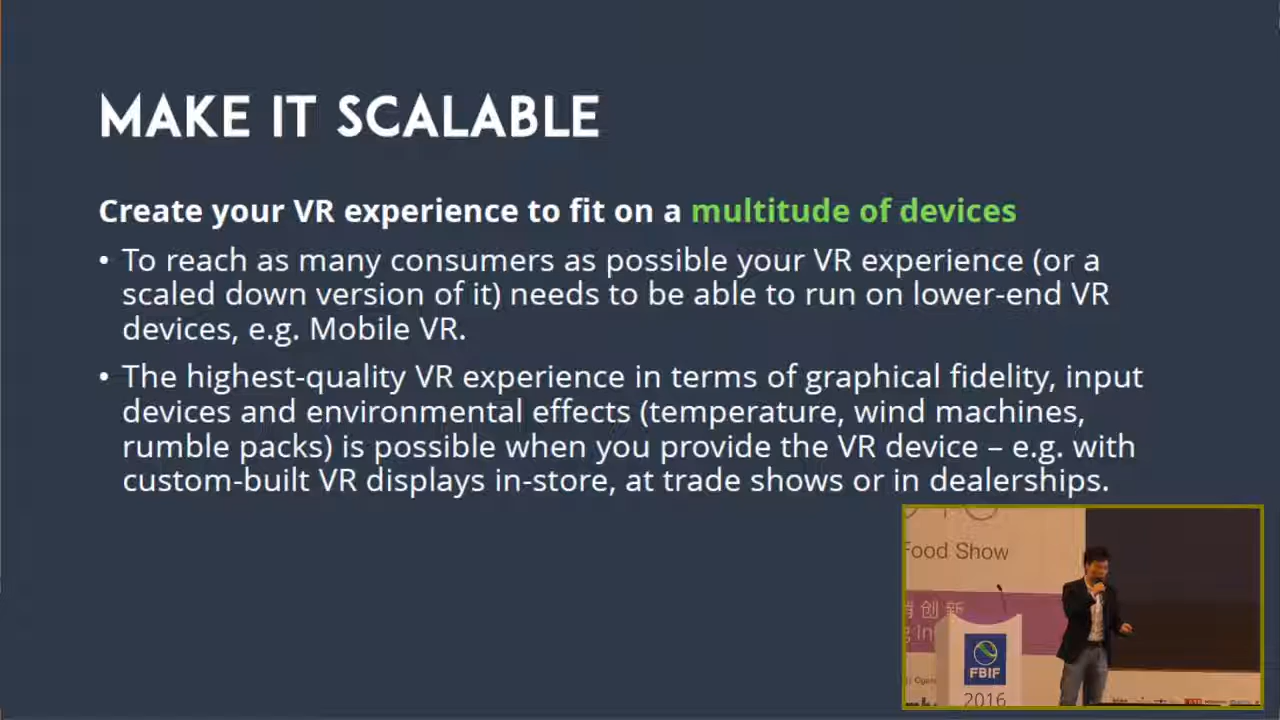 MAKE IT SCALABLE
Create your VR experience to fit on a multitude of devices
• To reach as many consumers as possible your VR experience (or a
scaled down version of it) needs to be able to run on lower-end VR
devices, e.g. Mobile VR.
• The highest-quality VR experience in terms of graphical fidelity, input
devices and environmental effects (temperature, wind machines,
rumble packs) is possible when you provide the VR device – e.g. with
custom-built VR displays in-store, at trade shows or in dealerships.
Food Show
创新
FBIF
2016